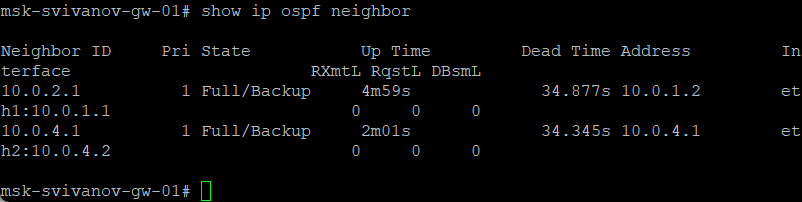 msk-svivanov-gw-01# show ip ospf neighbor
Neighbor ID     Pri State           Up Time         Dead Time Address         In
terface                        RXmtL RqstL DBsmL
10.0.2.1          1 Full/Backup     4m59s             34.877s 10.0.1.2        et
h1:10.0.1.1                        0     0     0
10.0.4.1          1 Full/Backup     2m01s             34.345s 10.0.4.1        et
h2:10.0.4.2                        0     0     0
msk-svivanov-gw-01#